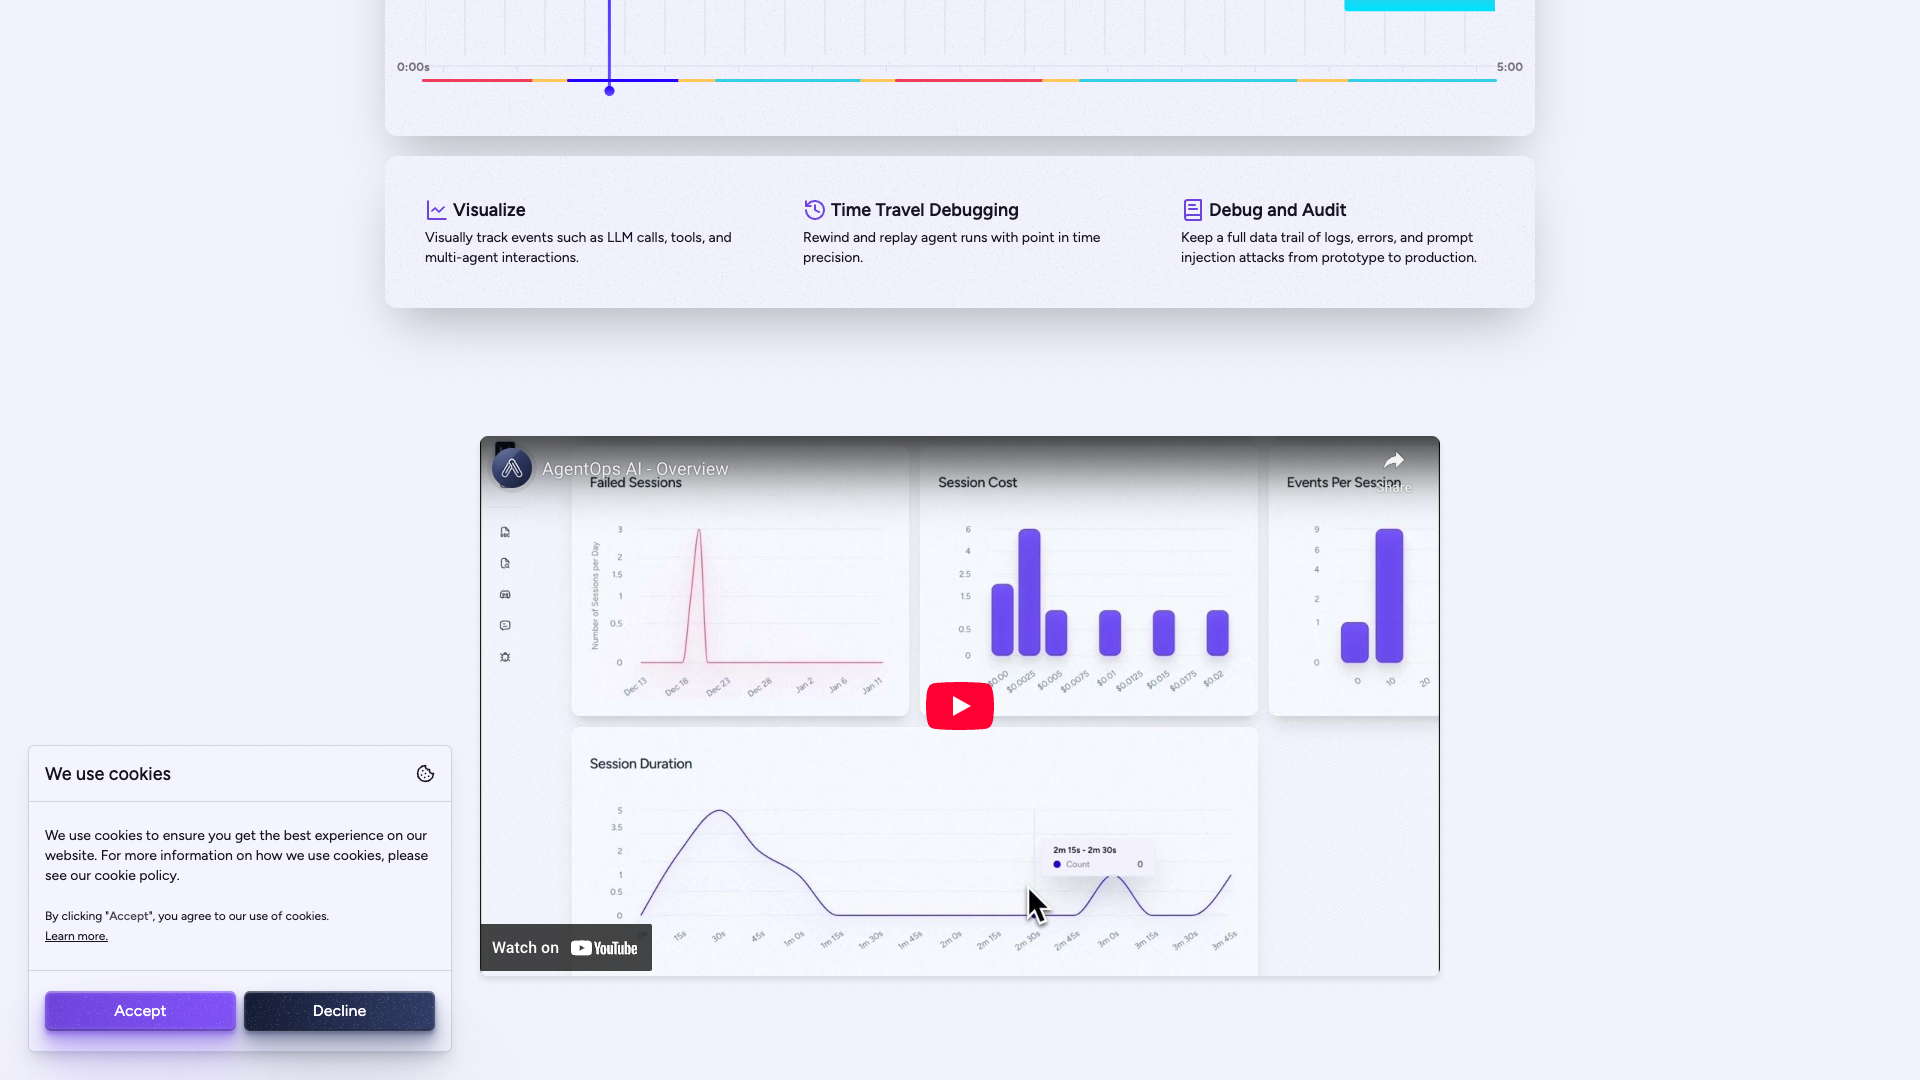 0:00s
5:00
Visualize
Visually track events such as LLM calls, tools, and
multi-agent interactions.
Time Travel Debugging
Rewind and replay agent runs with point in time
precision.
Debug and Audit
Keep a full data trail of logs, errors, and prompt
injection attacks from prototype to production.
AgentOps AI - Overview
Share
Failed Sessions
Number of Sessions per Day
3
2
1.5
1
0.5
0
Dec 13
Dec 18
Dec 23
Dec 28
Jan 2
Jan 6
Jan 11
Session Cost
6
4
2.5
1.5
0.5
0
$0.00
$0.0025
$0.005
$0.0075
$0.01
$0.0125
$0.015
$0.0175
$0.02
Events Per Session
9
6
4
2
1
0
0
10
20
Session Duration
5
3.5
2
1
0.5
0
15s
30s
45s
1m 0s
1m 15s
1m 30s
1m 45s
2m 0s
2m 15s
2m 30s
2m 45s
3m 0s
3m 15s
3m 30s
3m 45s
2m 15s - 2m 30s
Count 0
Watch on YouTube
We use cookies
We use cookies to ensure you get the best experience on our
website. For more information on how we use cookies, please
see our cookie policy.
By clicking "Accept", you agree to our use of cookies.
Learn more.
Accept
Decline